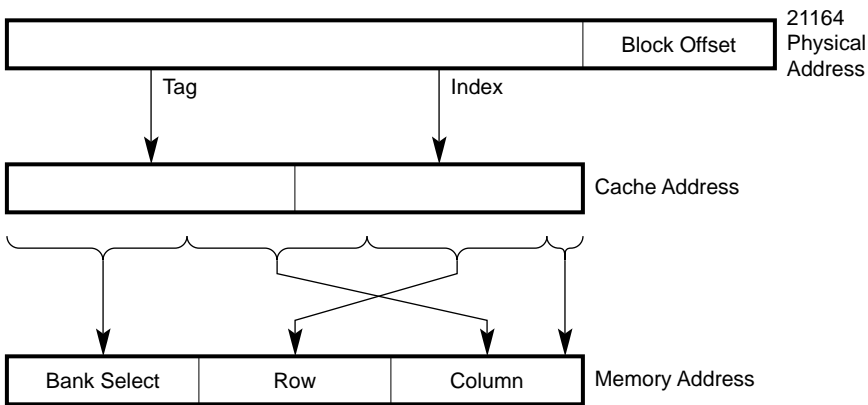 21164
Physical
Address
Block Offset
Tag
Index
Cache Address
Bank Select
Row
Column
Memory Address